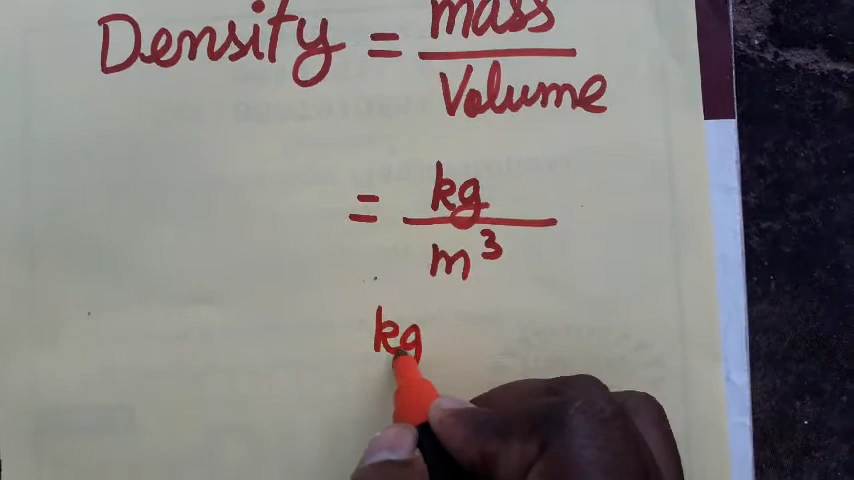 Density = mass
Volume
= kg
m³
kg